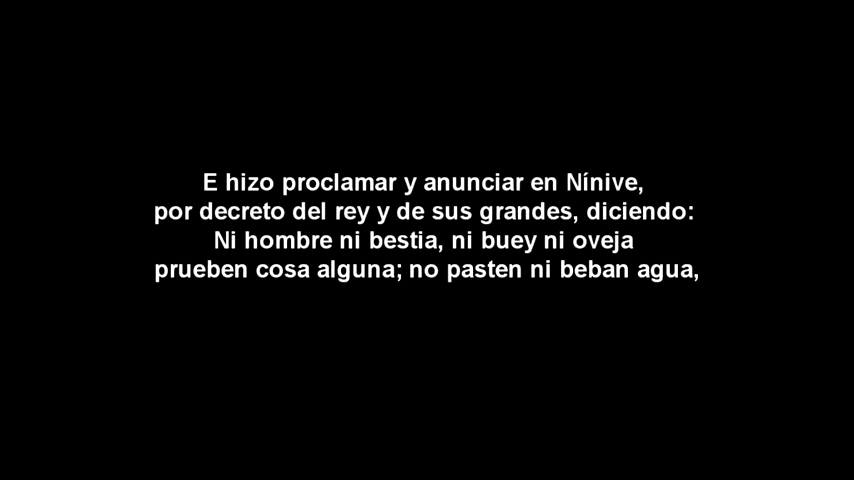 E hizo proclamar y anunciar en Nínive,
por decreto del rey y de sus grandes, diciendo:
Ni hombre ni bestia, ni buey ni oveja
prueben cosa alguna; no pasten ni beban agua,